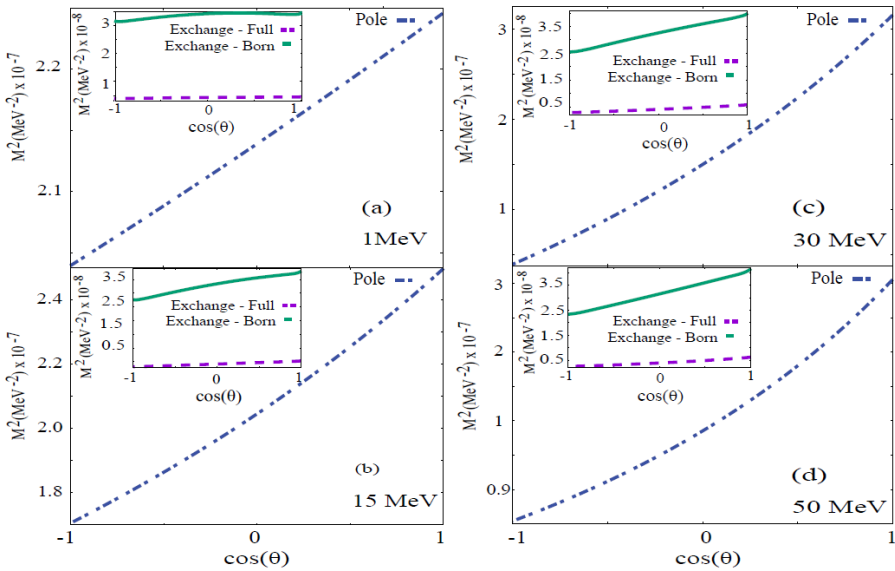 M²(MeV⁻²) x 10⁻⁷
2.2
2.1
Pole
M²(MeV⁻²) x 10⁻⁸
3
1
-1 0 1
cos(θ)
Exchange - Full
Exchange - Born
(a)
1MeV
M²(MeV⁻²) x 10⁻⁷
3
2
1
Pole
M²(MeV⁻²) x 10⁻⁸
3.5
2.5
1.5
0.5
-1 0 1
cos(θ)
Exchange - Full
Exchange - Born
(c)
30 MeV
M²(MeV⁻²) x 10⁻⁷
2.4
2.2
2.0
1.8
Pole
M²(MeV⁻²) x 10⁻⁸
3.5
2.5
1.5
0.5
-1 0 1
cos(θ)
Exchange - Full
Exchange - Born
(b)
15 MeV
-1 0 1
cos(θ)
M²(MeV⁻²) x 10⁻⁷
3
2
1
0.9
Pole
M²(MeV⁻²) x 10⁻⁸
3.5
2.5
1.5
0.5
-1 0 1
cos(θ)
Exchange - Full
Exchange - Born
(d)
50 MeV
-1 0 1
cos(θ)